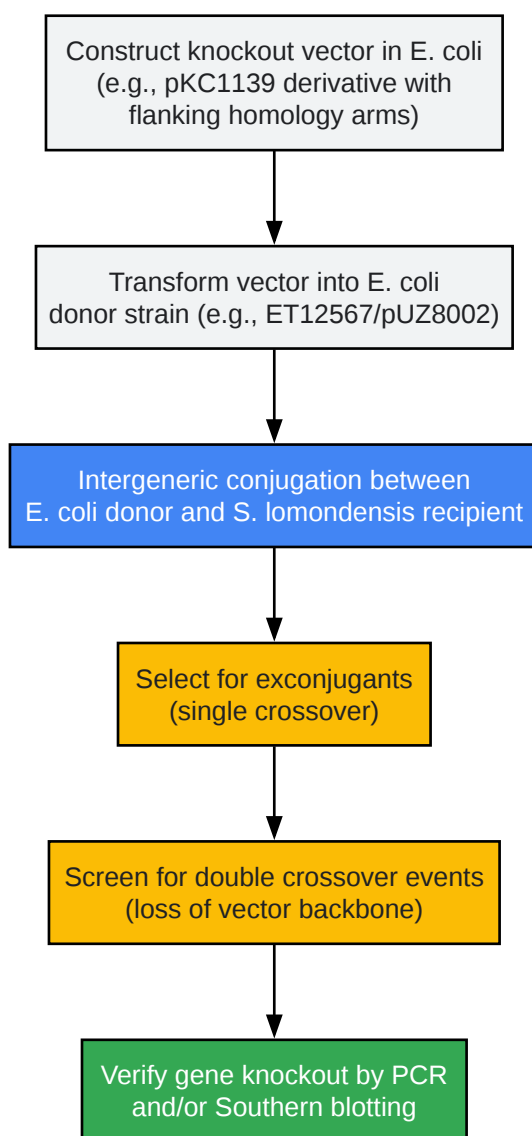 Construct knockout vector in E. coli
(e.g., pKC1139 derivative with
flanking homology arms)
Transform vector into E. coli
donor strain (e.g., ET12567/pUZ8002)
Intergeneric conjugation between
E. coli donor and S. lomondensis recipient
Select for exconjugants
(single crossover)
Screen for double crossover events
(loss of vector backbone)
Verify gene knockout by PCR
and/or Southern blotting